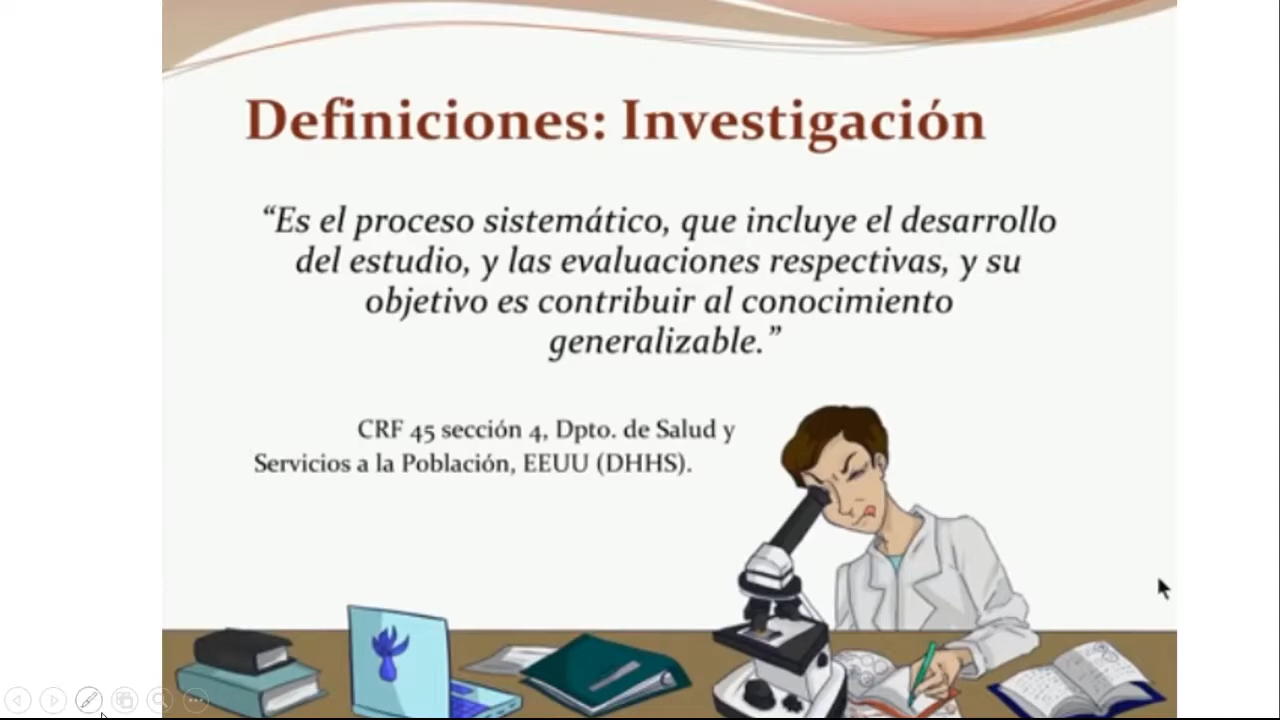 Definiciones: Investigación
“Es el proceso sistemático, que incluye el desarrollo
del estudio, y las evaluaciones respectivas, y su
objetivo es contribuir al conocimiento
generalizable.”
CRF 45 sección 4, Dpto. de Salud y
Servicios a la Población, EEUU (DHHS).